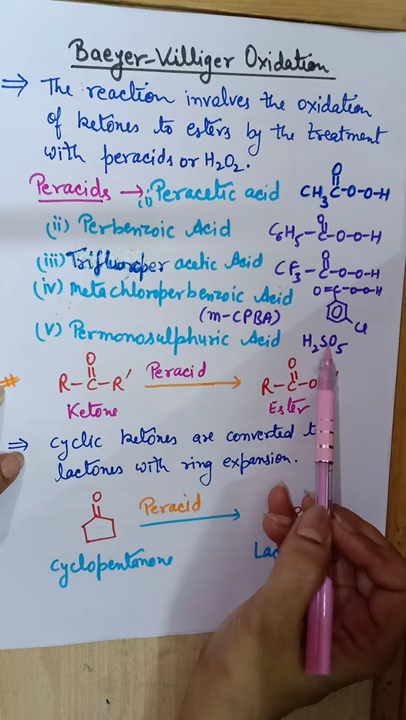 Baeyer-Villiger Oxidation
⇒ The reaction involves the oxidation
of ketones to esters by the treatment
with peracids or H₂O₂.
Peracids → (i) Peracetic acid CH₃-C(=O)-O-O-H
(ii) Perbenzoic Acid C₆H₅-C(=O)-O-O-H
(iii) Trifluoroper acetic Acid CF₃-C(=O)-O-O-H
(iv) Metachloroperbenzoic Acid O=C-O-O-H
(m-CPBA) Cl
(v) Permonosulphuric Acid H₂SO₅
# R-C(=O)-R' Peracid → R-C(=O)-O
Ketone Ester
⇒ cyclic ketones are converted t
lactones with ring expansion.
O Peracid →
cyclopentanone Lac